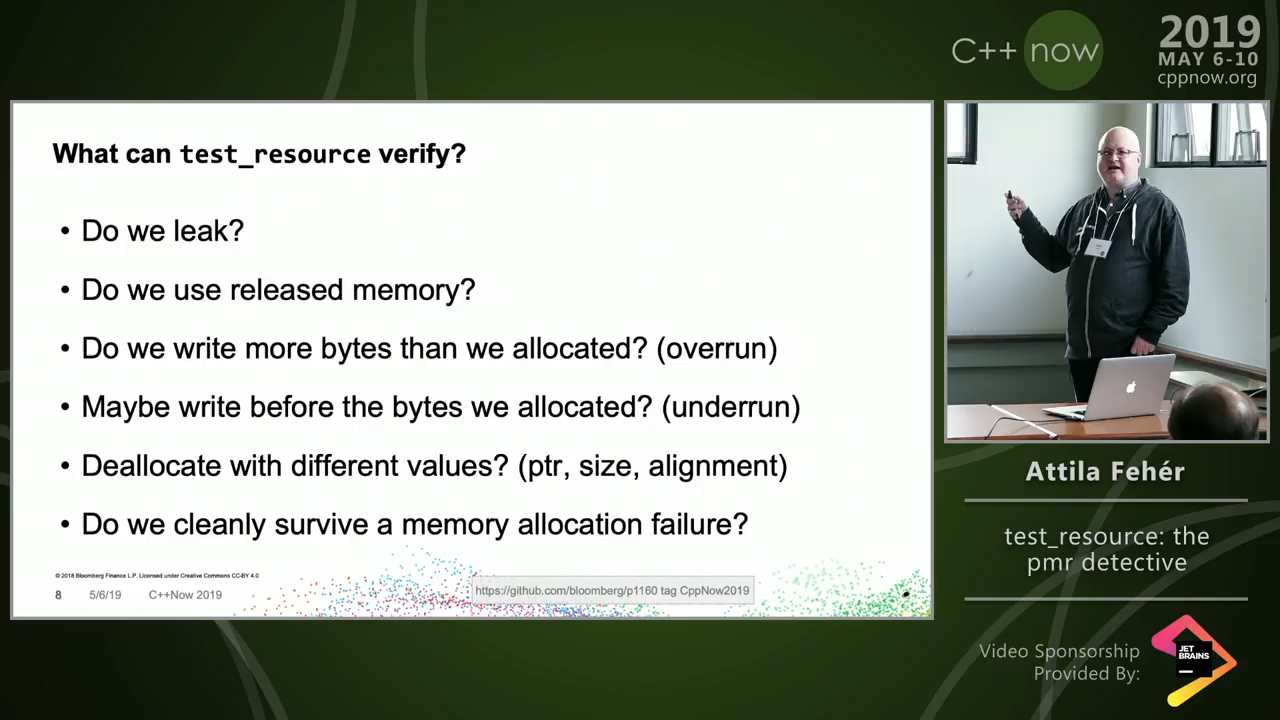 C++ now
2019
MAY 6-10
cppnow.org
What can test_resource verify?
• Do we leak?
• Do we use released memory?
• Do we write more bytes than we allocated? (overrun)
• Maybe write before the bytes we allocated? (underrun)
• Deallocate with different values? (ptr, size, alignment)
• Do we cleanly survive a memory allocation failure?
© 2018 Bloomberg Finance L.P. Licensed under Creative Commons CC-BY 4.0
8 5/6/19 C++Now 2019
https://github.com/bloomberg/p1160 tag CppNow2019
Attila Fehér
test_resource: the
pmr detective
Video Sponsorship
Provided By:
JET
BRAINS